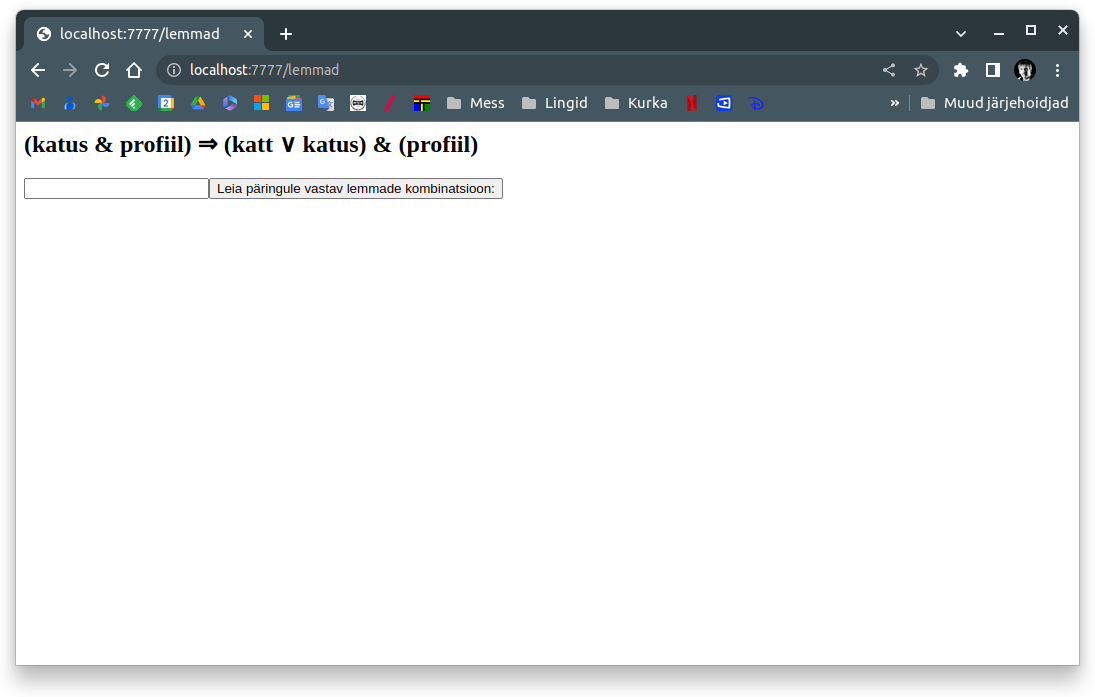 localhost:7777/lemmad
localhost:7777/lemmad
Mess Lingid Kurka » Muud järjehoidjad
(katus & profiil) ⇒ (katt ∨ katus) & (profiil)
Leia päringule vastav lemmade kombinatsioon: